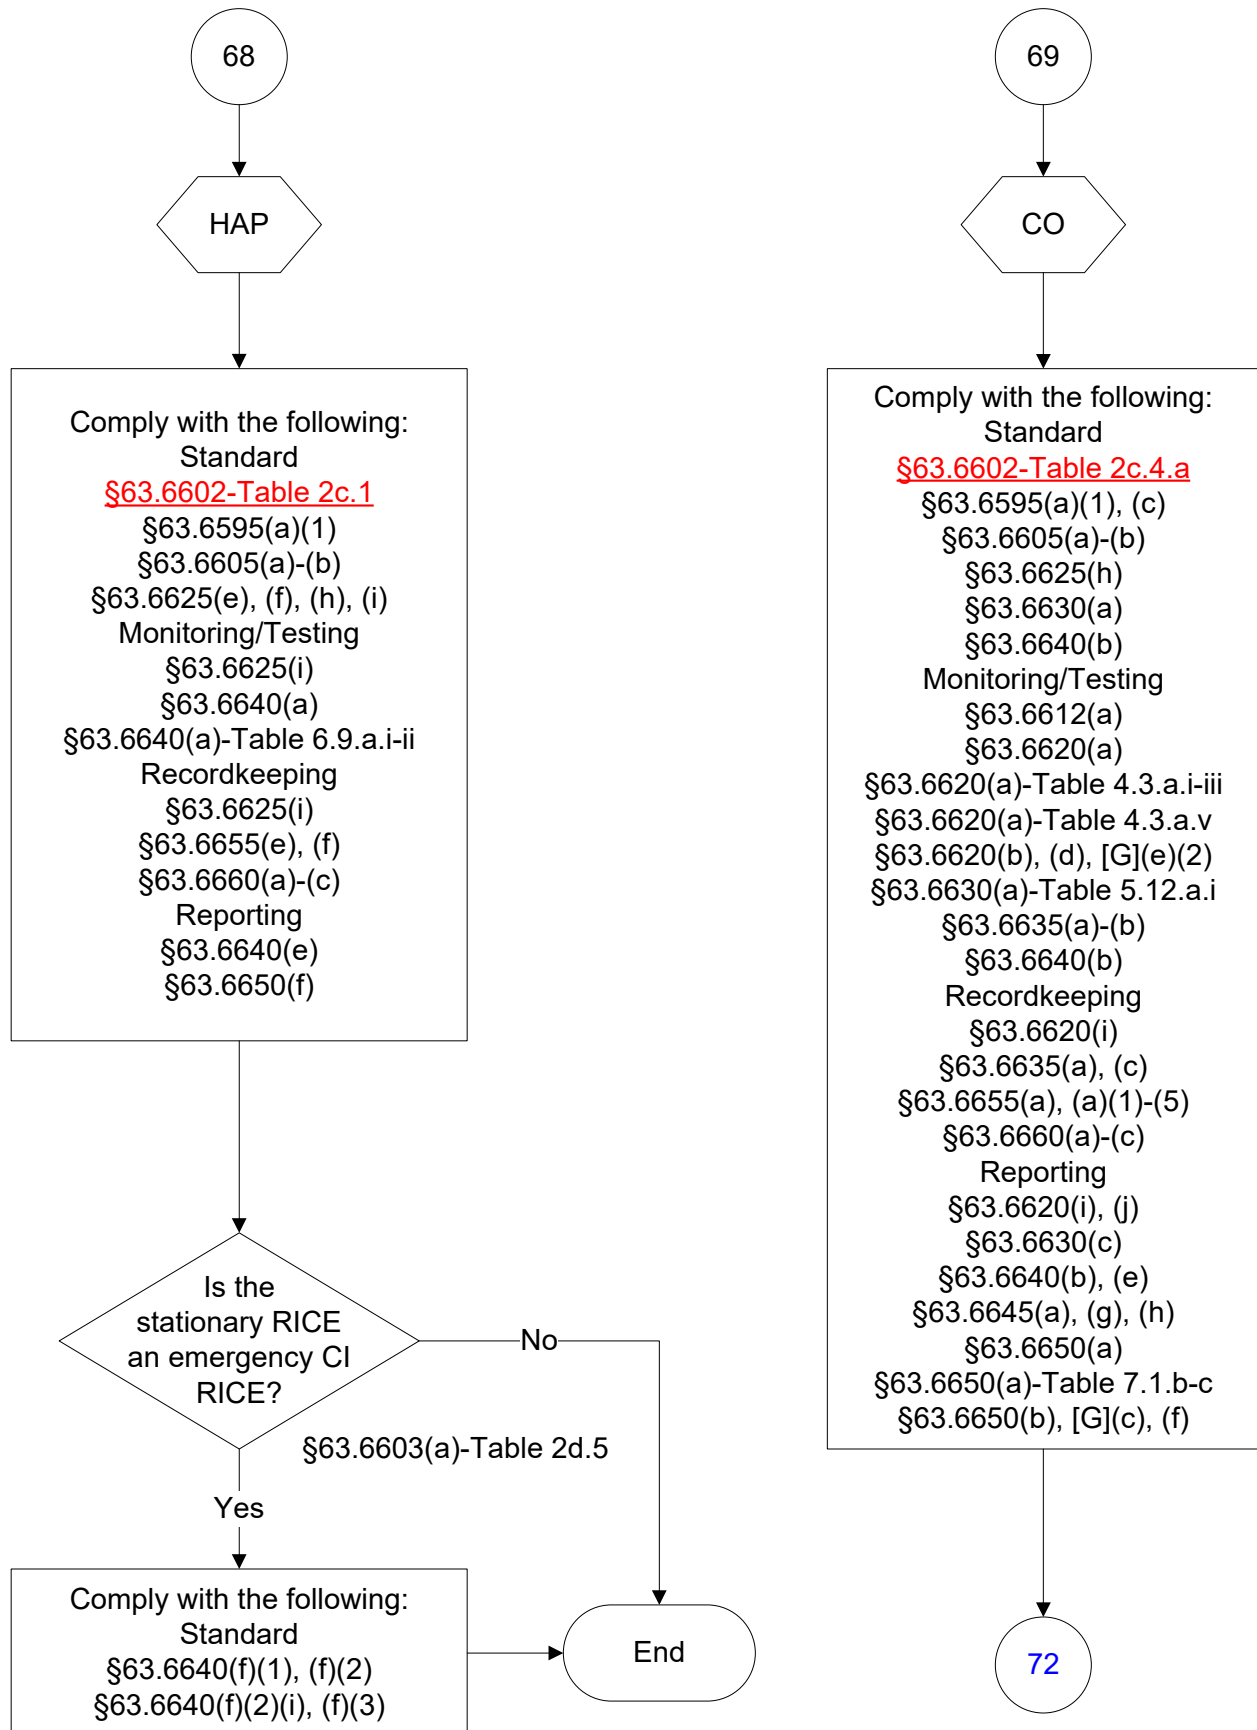 68
HAP
Comply with the following:
Standard
§63.6602-Table 2c.1
§63.6595(a)(1)
§63.6605(a)-(b)
§63.6625(e), (f), (h), (i)
Monitoring/Testing
§63.6625(i)
§63.6640(a)
§63.6640(a)-Table 6.9.a.i-ii
Recordkeeping
§63.6625(i)
§63.6655(e), (f)
§63.6660(a)-(c)
Reporting
§63.6640(e)
§63.6650(f)
Is the
stationary RICE
an emergency CI
RICE?
No
§63.6603(a)-Table 2d.5
Yes
Comply with the following:
Standard
§63.6640(f)(1), (f)(2)
§63.6640(f)(2)(i), (f)(3)
End
69
CO
Comply with the following:
Standard
§63.6602-Table 2c.4.a
§63.6595(a)(1), (c)
§63.6605(a)-(b)
§63.6625(h)
§63.6630(a)
§63.6640(b)
Monitoring/Testing
§63.6612(a)
§63.6620(a)
§63.6620(a)-Table 4.3.a.i-iii
§63.6620(a)-Table 4.3.a.v
§63.6620(b), (d), [G](e)(2)
§63.6630(a)-Table 5.12.a.i
§63.6635(a)-(b)
§63.6640(b)
Recordkeeping
§63.6620(i)
§63.6635(a), (c)
§63.6655(a), (a)(1)-(5)
§63.6660(a)-(c)
Reporting
§63.6620(i), (j)
§63.6630(c)
§63.6640(b), (e)
§63.6645(a), (g), (h)
§63.6650(a)
§63.6650(a)-Table 7.1.b-c
§63.6650(b), [G](c), (f)
72